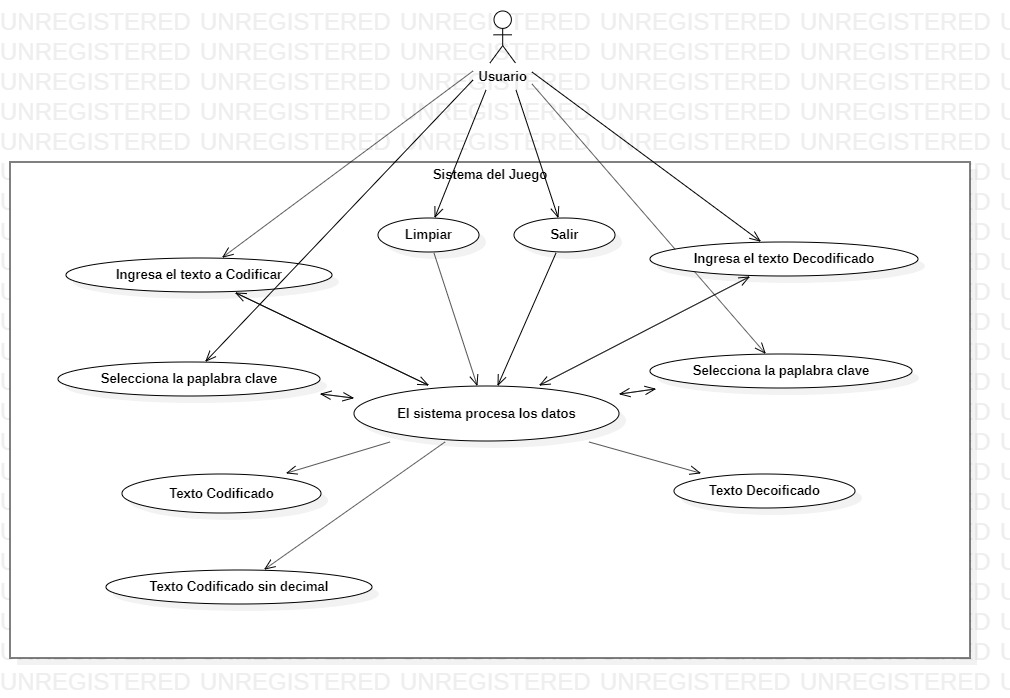 UNREGISTERED UNREGISTERED UNREGISTERED UNREGISTERED UNREGISTERED U
Usuario
Sistema del Juego
Limpiar
Salir
Ingresa el texto a Codificar
Ingresa el texto Decodificado
Selecciona la paplabra clave
Selecciona la paplabra clave
El sistema procesa los datos
Texto Codificado
Texto Decoificado
Texto Codificado sin decimal